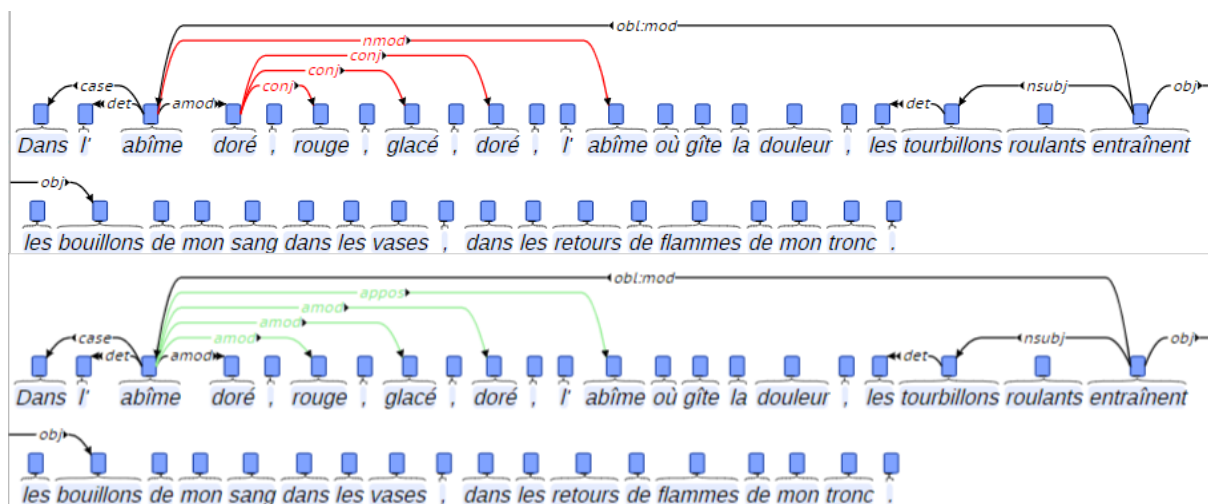 obl:mod
nmod
conj
conj
case det amod conj det nsubj obj
Dans l' abîme doré , rouge , glacé , doré , l' abîme où gîte la douleur , les tourbillons roulants entraînent
obj
les bouillons de mon sang dans les vases , dans les retours de flammes de mon tronc .
obl:mod
appos
amod
amod
case det amod amod det nsubj obj
Dans l' abîme doré , rouge , glacé , doré , l' abîme où gîte la douleur , les tourbillons roulants entraînent
obj
les bouillons de mon sang dans les vases , dans les retours de flammes de mon tronc .